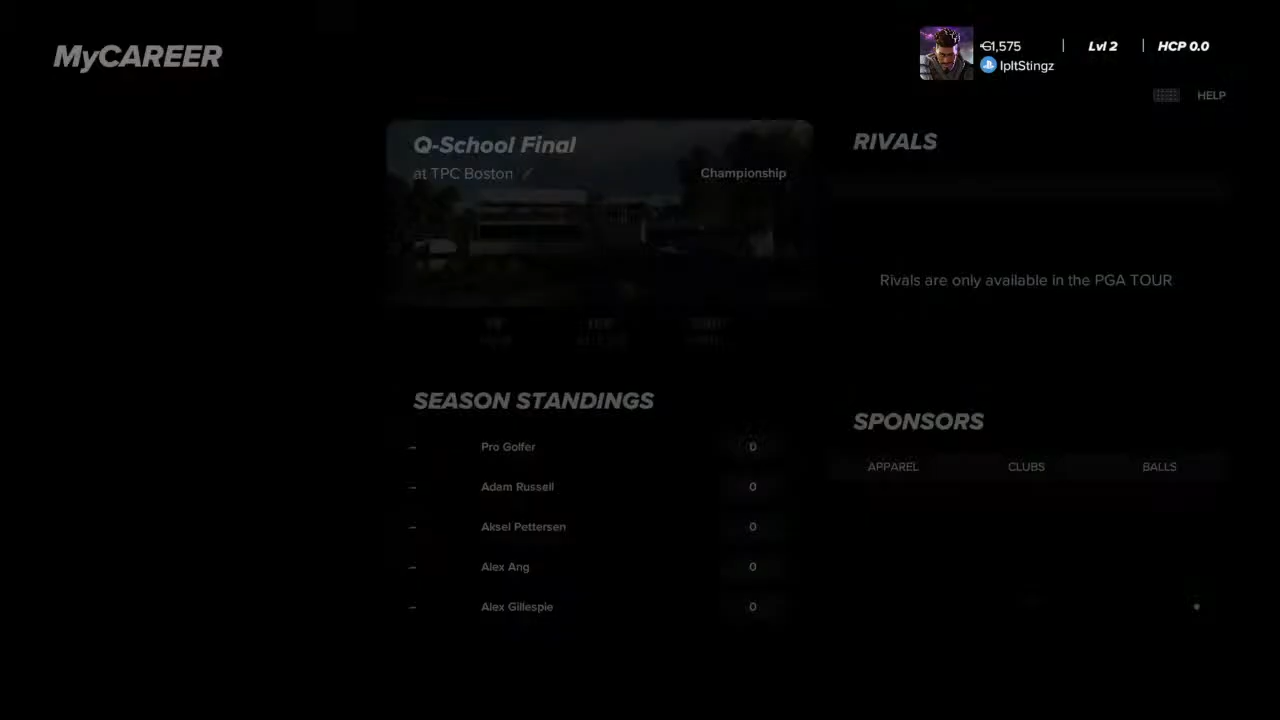 MyCAREER
1,575
Lvl 2
HCP 0.0
IpItStingz
HELP
Q-School Final
at TPC Boston
Championship
RIVALS
Rivals are only available in the PGA TOUR
SEASON STANDINGS
-- Pro Golfer 0
-- Adam Russell 0
-- Aksel Pettersen 0
-- Alex Ang 0
-- Alex Gillespie 0
SPONSORS
APPAREL CLUBS BALLS